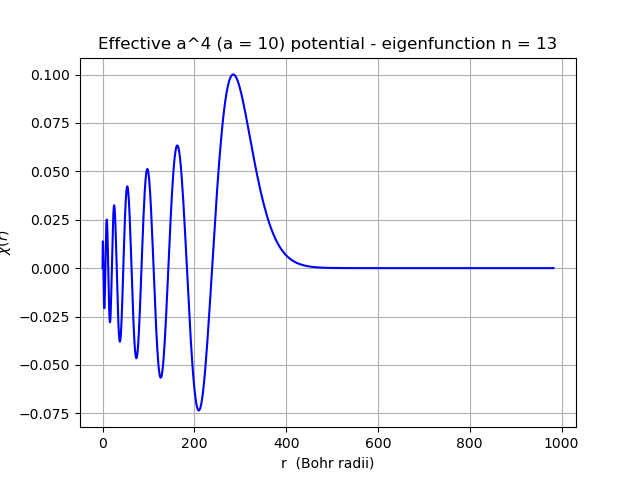 Effective a^4 (a = 10) potential - eigenfunction n = 13
0.100
0.075
0.050
0.025
0.000
−0.025
−0.050
−0.075
χ(r)
0 200 400 600 800 1000
r (Bohr radii)